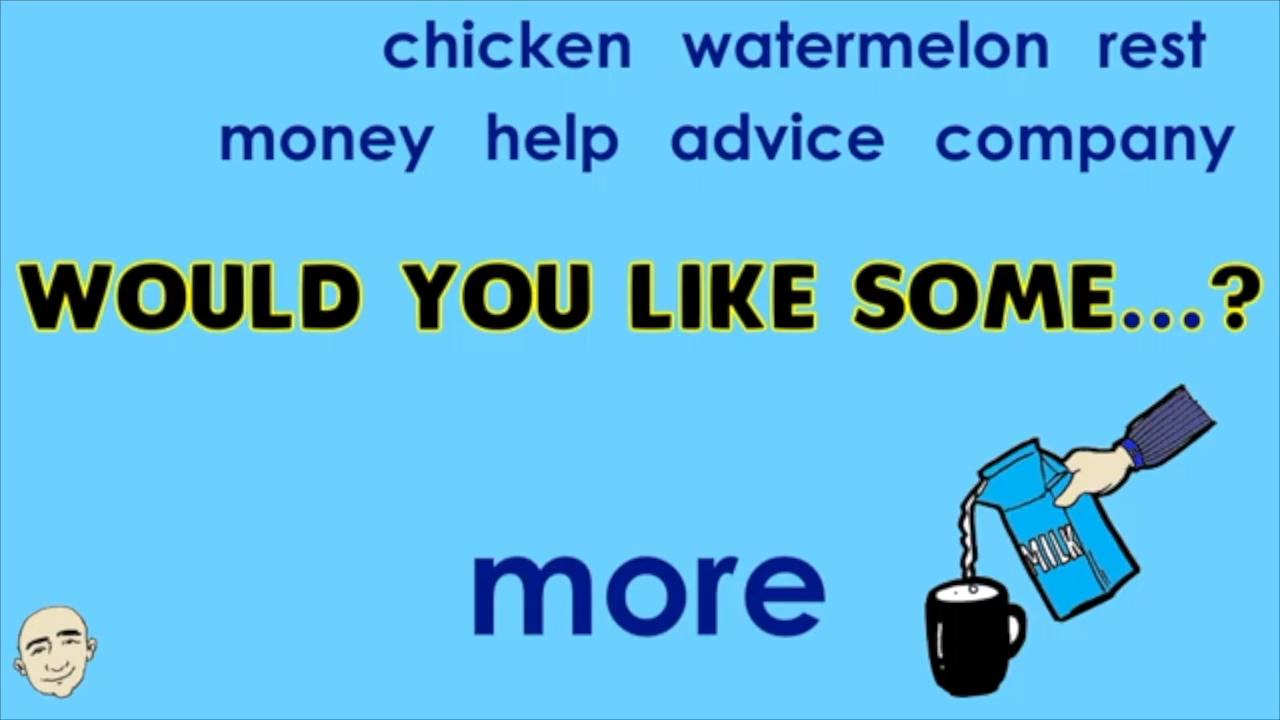 chicken watermelon rest
money help advice company
WOULD YOU LIKE SOME...?
MILK
more